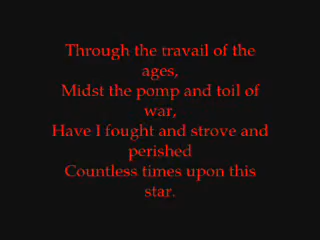 Through the travail of the
ages,
Midst the pomp and toil of
war,
Have I fought and strove and
perished
Countless times upon this
star.